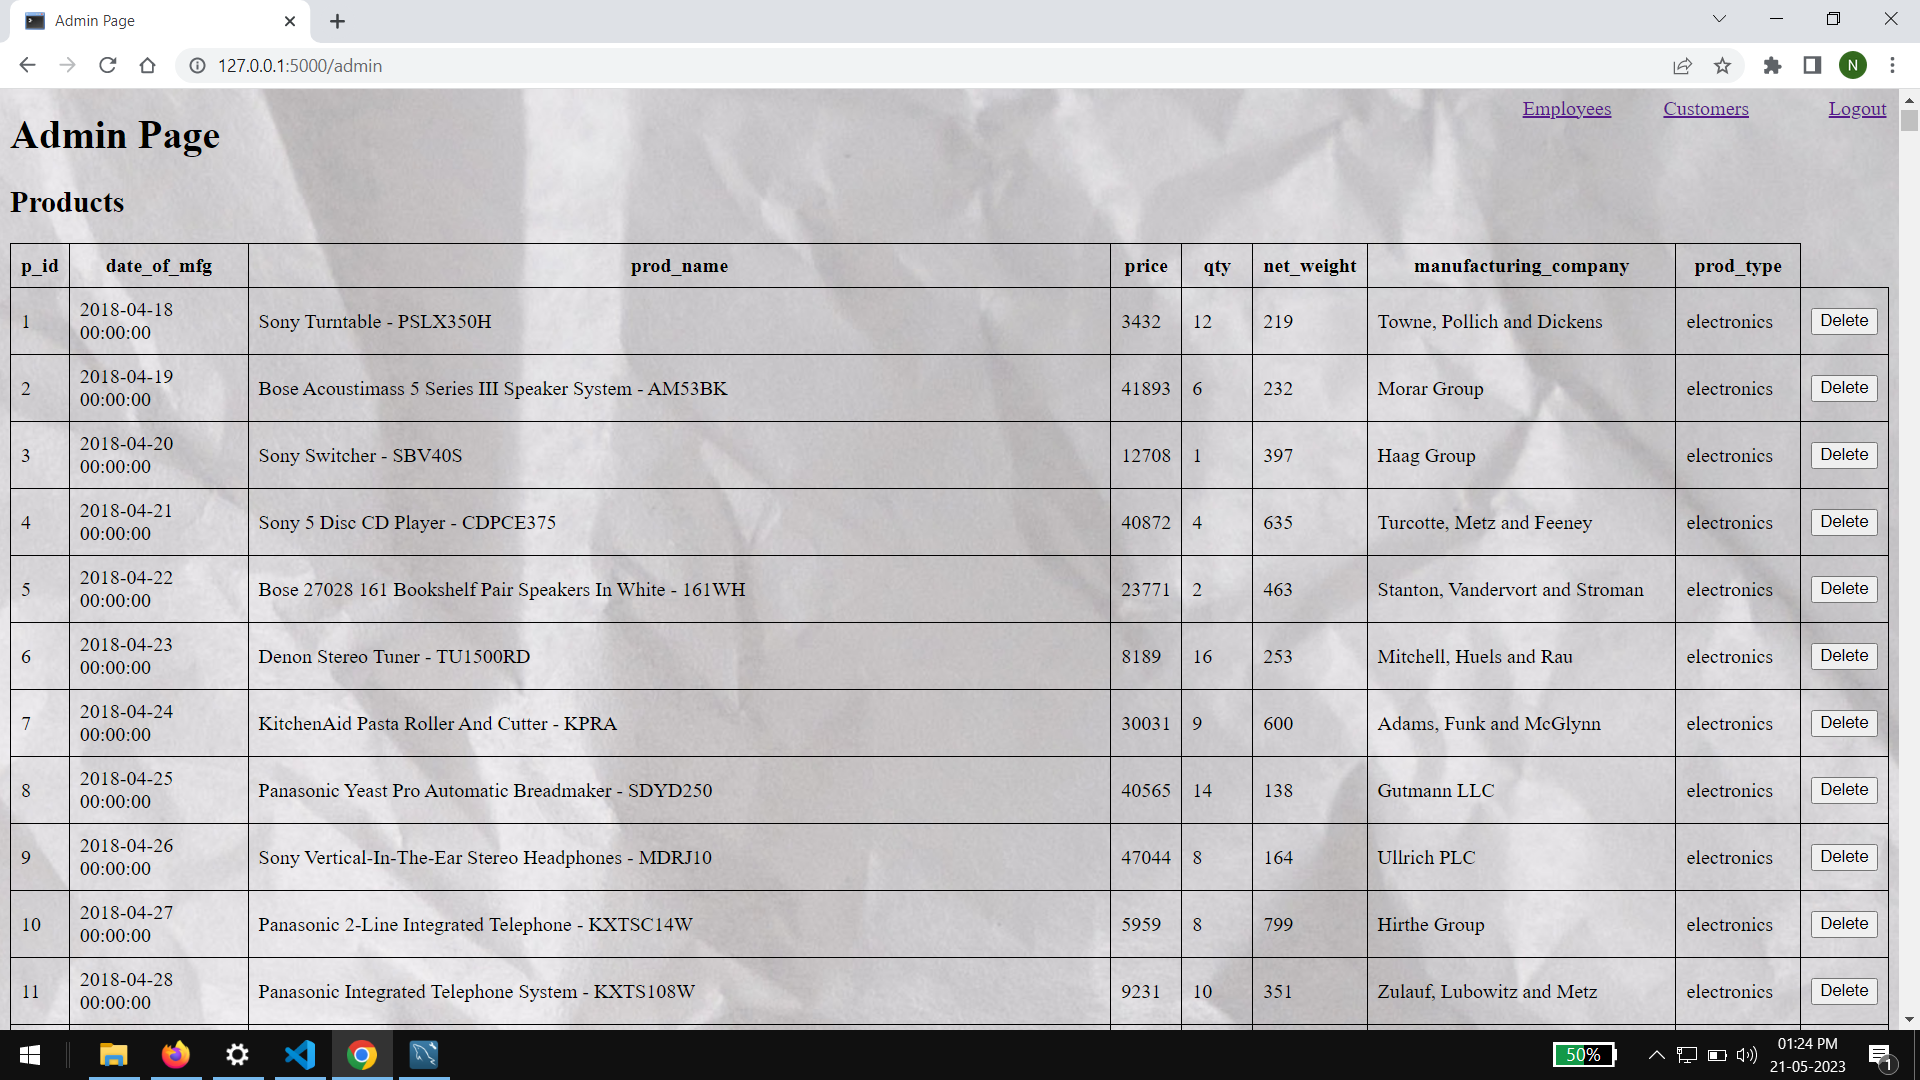 Admin Page
127.0.0.1:5000/admin
N
Employees Customers Logout
Admin Page
Products
p_id date_of_mfg prod_name price qty net_weight manufacturing_company prod_type
1 2018-04-18 00:00:00 Sony Turntable - PSLX350H 3432 12 219 Towne, Pollich and Dickens electronics Delete
2 2018-04-19 00:00:00 Bose Acoustimass 5 Series III Speaker System - AM53BK 41893 6 232 Morar Group electronics Delete
3 2018-04-20 00:00:00 Sony Switcher - SBV40S 12708 1 397 Haag Group electronics Delete
4 2018-04-21 00:00:00 Sony 5 Disc CD Player - CDPCE375 40872 4 635 Turcotte, Metz and Feeney electronics Delete
5 2018-04-22 00:00:00 Bose 27028 161 Bookshelf Pair Speakers In White - 161WH 23771 2 463 Stanton, Vandervort and Stroman electronics Delete
6 2018-04-23 00:00:00 Denon Stereo Tuner - TU1500RD 8189 16 253 Mitchell, Huels and Rau electronics Delete
7 2018-04-24 00:00:00 KitchenAid Pasta Roller And Cutter - KPRA 30031 9 600 Adams, Funk and McGlynn electronics Delete
8 2018-04-25 00:00:00 Panasonic Yeast Pro Automatic Breadmaker - SDYD250 40565 14 138 Gutmann LLC electronics Delete
9 2018-04-26 00:00:00 Sony Vertical-In-The-Ear Stereo Headphones - MDRJ10 47044 8 164 Ullrich PLC electronics Delete
10 2018-04-27 00:00:00 Panasonic 2-Line Integrated Telephone - KXTSC14W 5959 8 799 Hirthe Group electronics Delete
11 2018-04-28 00:00:00 Panasonic Integrated Telephone System - KXTS108W 9231 10 351 Zulauf, Lubowitz and Metz electronics Delete
50%
01:24 PM
21-05-2023
1